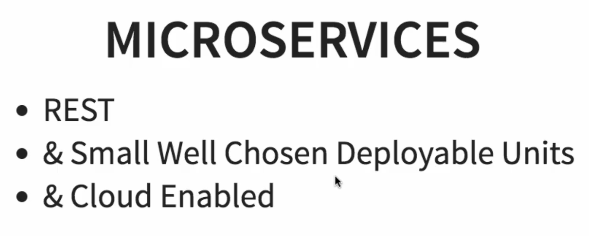 MICROSERVICES
• REST
• & Small Well Chosen Deployable Units
• & Cloud Enabled